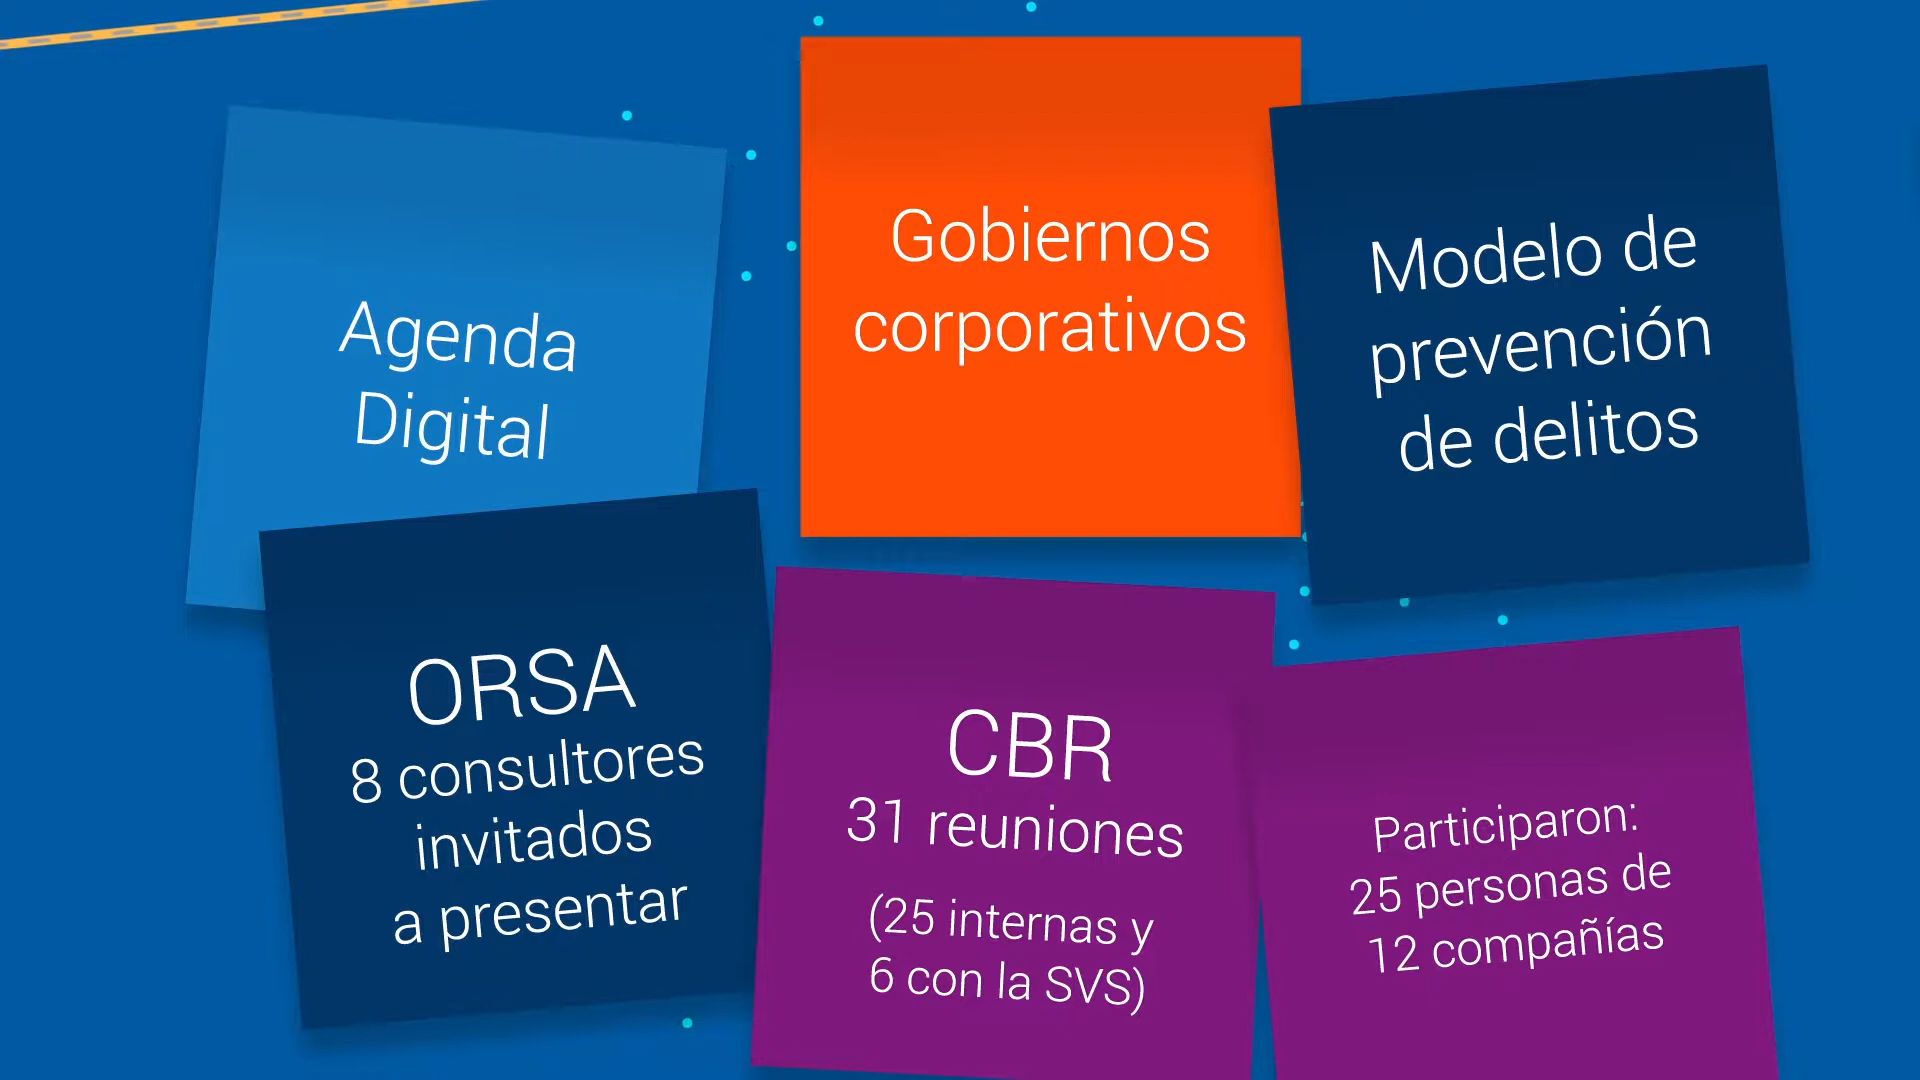 Agenda
Digital
Gobiernos
corporativos
Modelo de
prevención
de delitos
ORSA
8 consultores
invitados
a presentar
CBR
31 reuniones
(25 internas y
6 con la SVS)
Participaron:
25 personas de
12 compañías